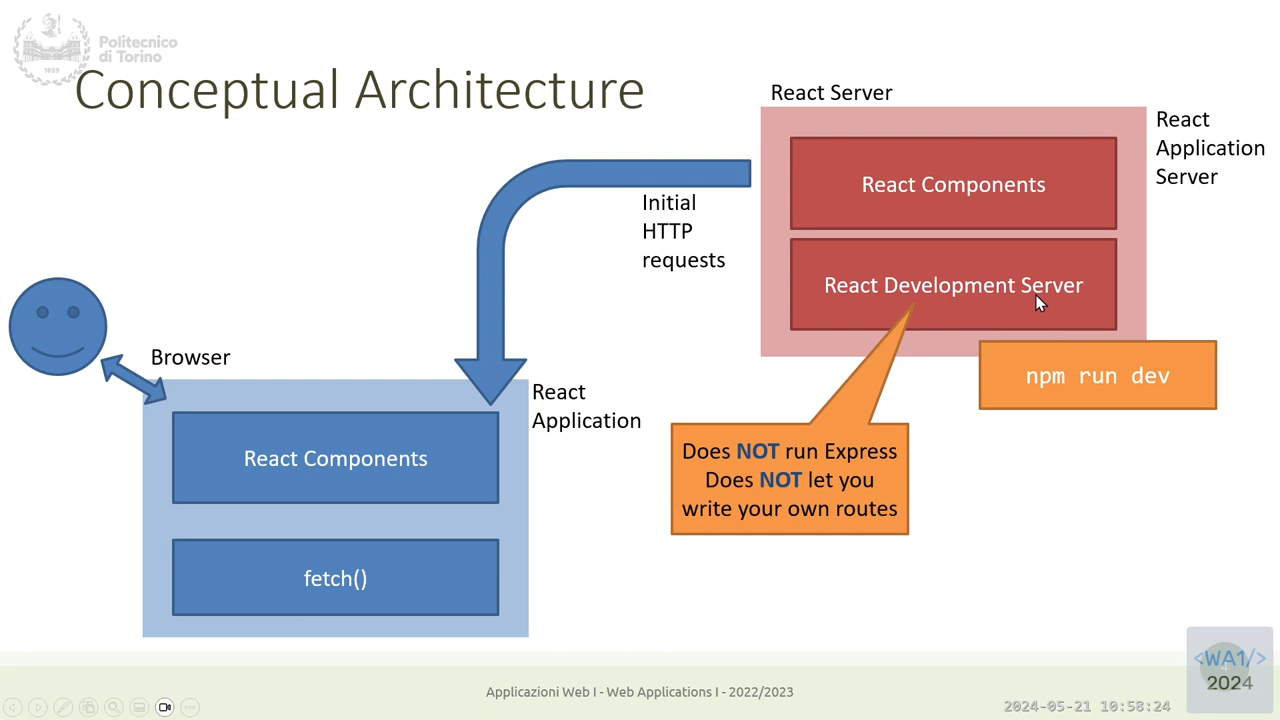 Politecnico
di Torino
1859
Conceptual Architecture
React Server
React
Application
Server
React Components
React Development Server
Initial
HTTP
requests
npm run dev
Does NOT run Express
Does NOT let you
write your own routes
Browser
React
Application
React Components
fetch()
Applicazioni Web I - Web Applications I - 2022/2023
<WA1/>
2024
2024-05-21 10:58:24